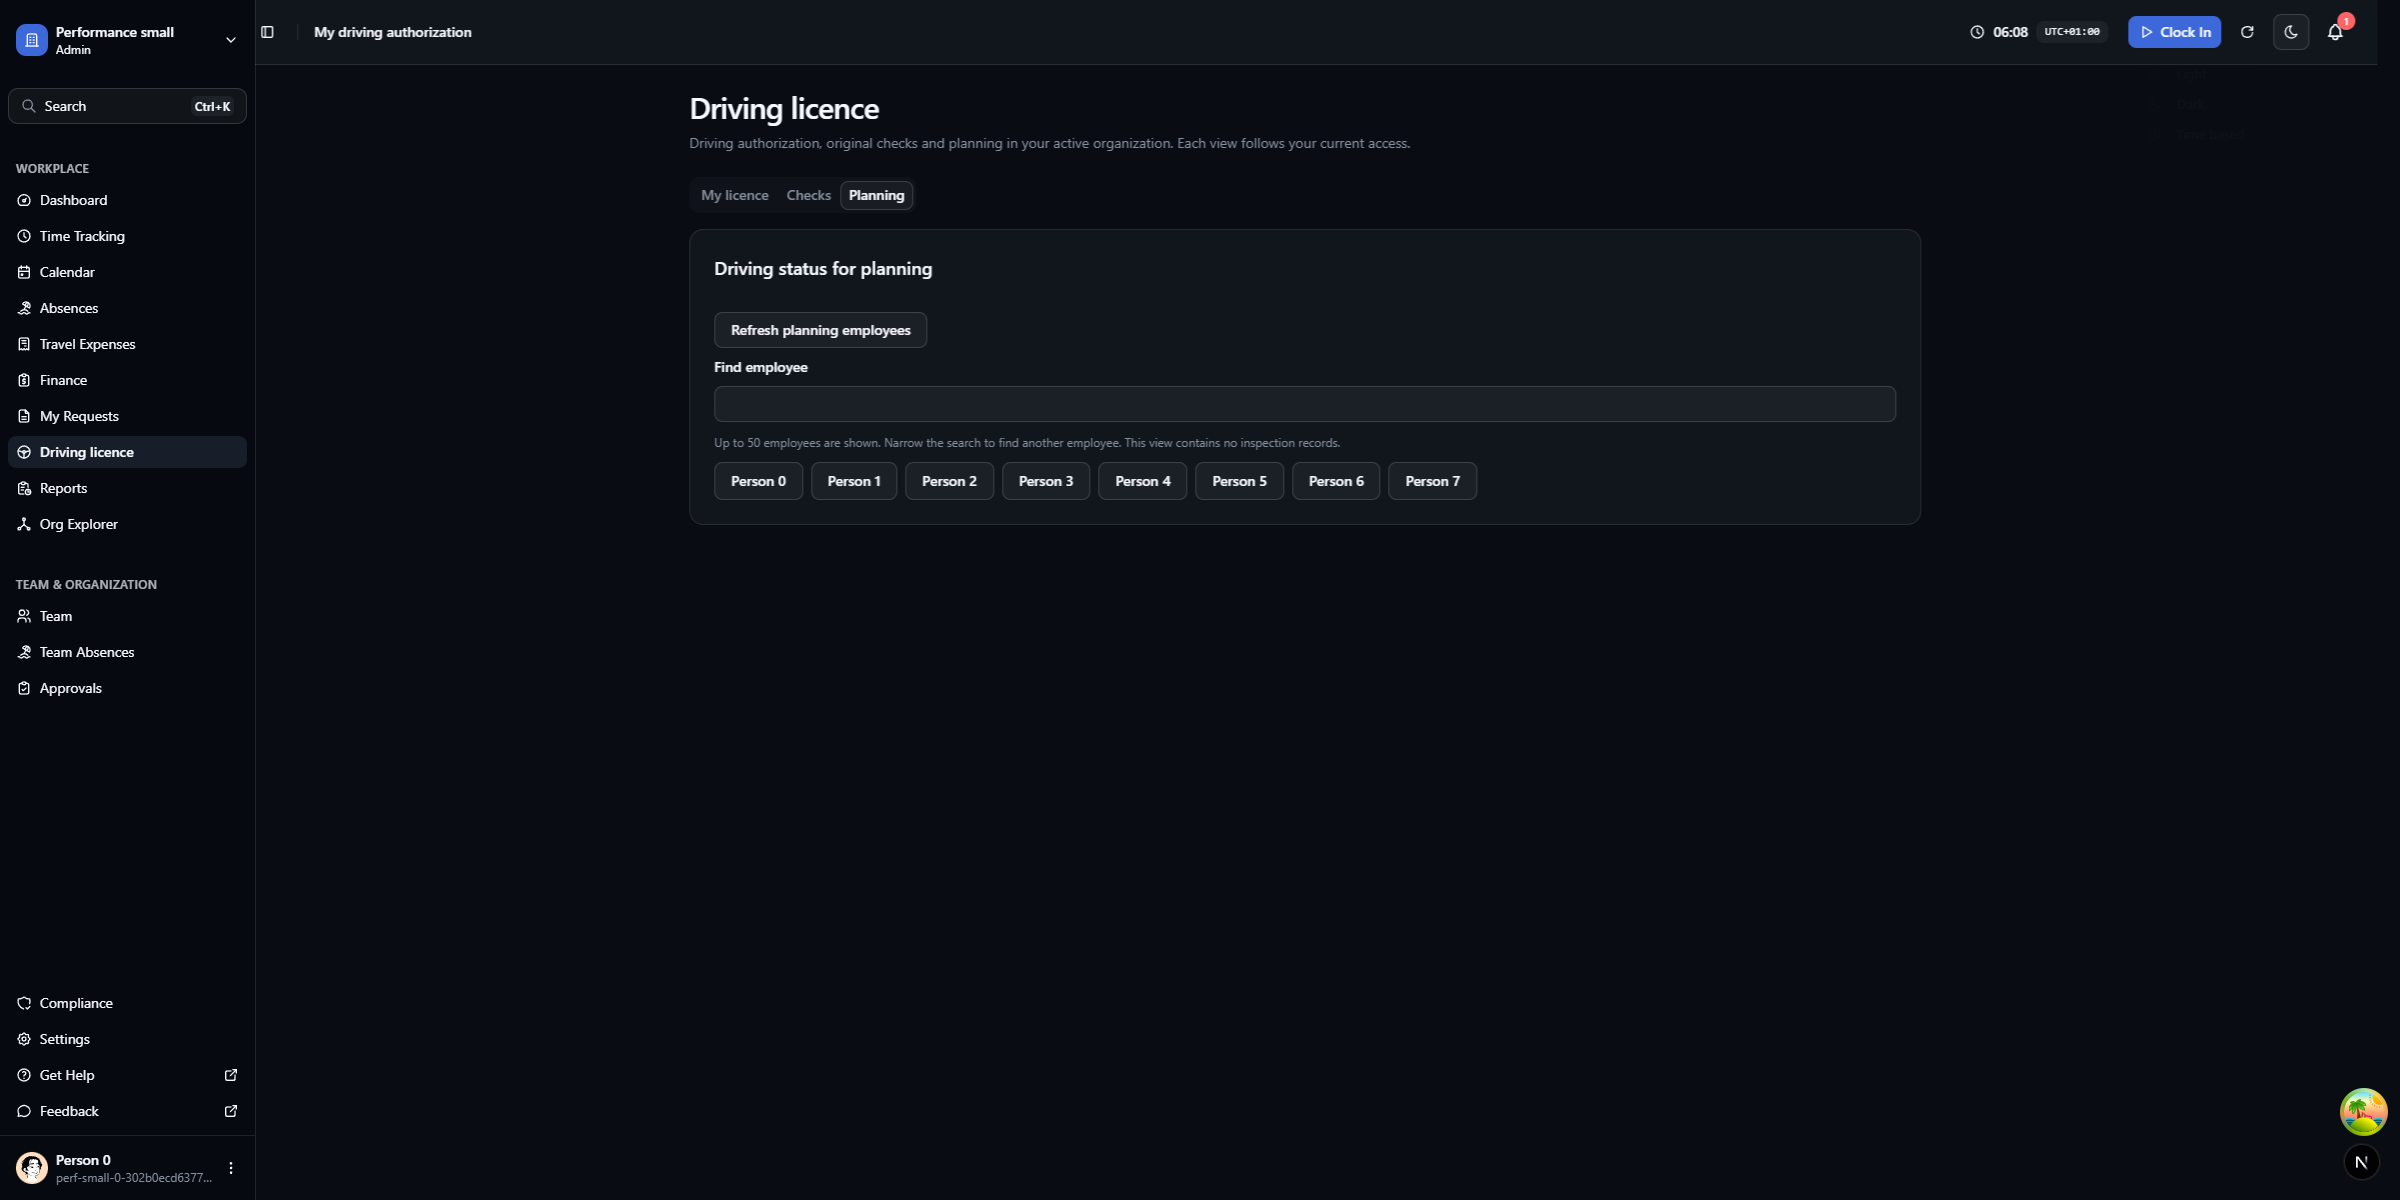 Performance small
Admin
Search
Ctrl+K
WORKPLACE
Dashboard
Time Tracking
Calendar
Absences
Travel Expenses
Finance
My Requests
Driving licence
Reports
Org Explorer
TEAM & ORGANIZATION
Team
Team Absences
Approvals
Compliance
Settings
Get Help
Feedback
Person 0
perf-small-0-302b0ecd6377...
My driving authorization
06:08
UTC+01:00
Clock In
1
Driving licence
Driving authorization, original checks and planning in your active organization. Each view follows your current access.
My licence
Checks
Planning
Driving status for planning
Refresh planning employees
Find employee
Up to 50 employees are shown. Narrow the search to find another employee. This view contains no inspection records.
Person 0
Person 1
Person 2
Person 3
Person 4
Person 5
Person 6
Person 7
N